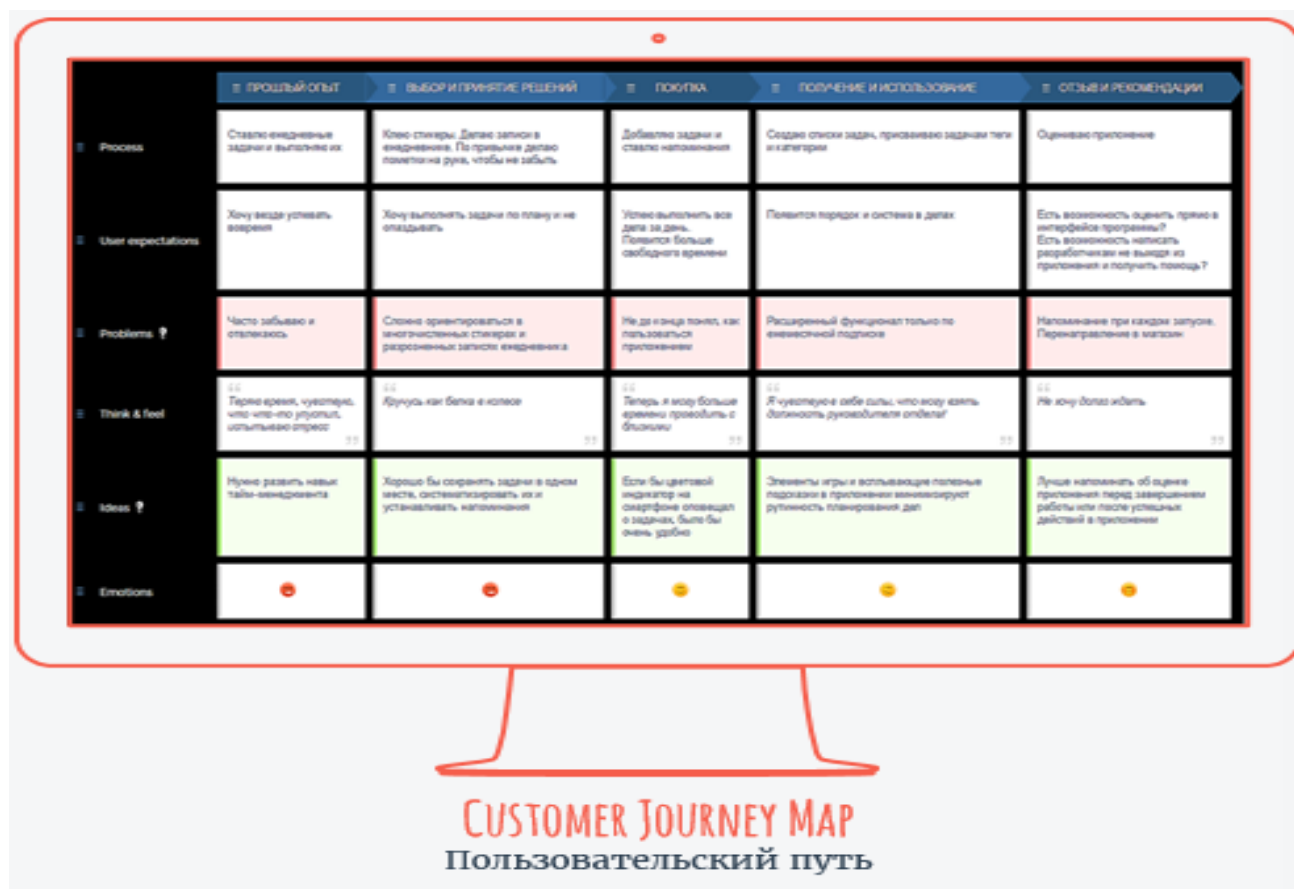 ПРОШЛЫЙ ОПЫТ
ВЫБОР И ПРИНЯТИЕ РЕШЕНИЙ
ПОКУПКА
ПОЛУЧЕНИЕ И ИСПОЛЬЗОВАНИЕ
ОТЗЫВ И РЕКОМЕНДАЦИИ
Process
Ставлю ежедневные
задачи и выполняю их
Клею стикеры. Делаю записи в
ежедневнике. По привычке делаю
пометки на руке, чтобы не забыть
Добавляю задачи и
ставлю напоминания
Создаю списки задач, присваиваю задачам теги
и категории
Оцениваю приложение
User expectations
Хочу везде успевать
вовремя
Хочу выполнять задачи по плану и не
опаздывать
Успею выполнить все
дела за день.
Появится больше
свободного времени
Появится порядок и система в делах
Есть возможность оценить прямо в
интерфейсе программы?
Есть возможность написать
разработчикам не выходя из
приложения и получить помощь?
Problems ?
Часто забываю и
отвлекаюсь
Сложно ориентироваться в
многочисленных стикерах и
разрозненных записях ежедневника
Не до конца понял, как
пользоваться
приложением
Расширенный функционал только по
ежемесячной подписке
Напоминание при каждом запуске.
Перенаправление в магазин
Think & feel
“
Теряю время, чувствую,
что что-то упустил,
испытываю стресс
”
“
Кручусь как белка в колесе
”
“
Теперь я могу больше
времени проводить с
близкими
”
“
Я чувствую в себе силы, что могу взять
должность руководителя отдела!
”
“
Не хочу долго ждать
”
Ideas ?
Нужно развить навык
тайм-менеджмента
Хорошо бы сохранять задачи в одном
месте, систематизировать их и
устанавливать напоминания
Если бы цветовой
индикатор на
смартфоне оповещал
о задачах, было бы
очень удобно
Элементы игры и всплывающие полезные
подсказки в приложении минимизируют
рутинность планирования дел
Лучше напоминать об оценке
приложения перед завершением
работы или после успешных
действий в приложении
Emotions
Customer Journey Map
Пользовательский путь